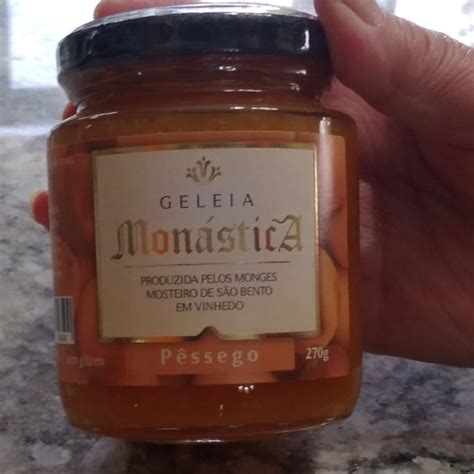 GELEIA
MonásticA
PRODUZIDA PELOS MONGES
MOSTEIRO DE SÃO BENTO
EM VINHEDO
Pêssego
270g